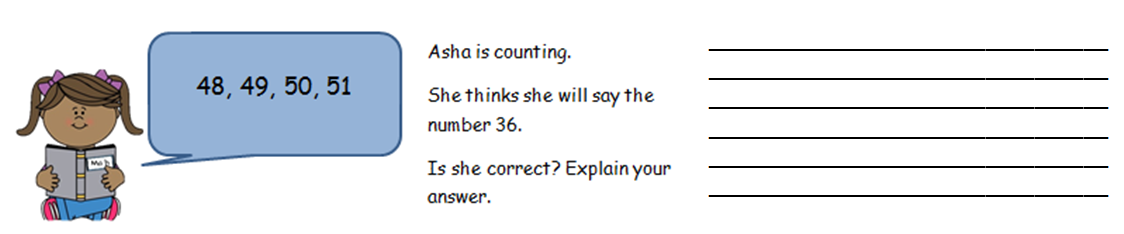 48, 49, 50, 51
Asha is counting.
She thinks she will say the
number 36.
Is she correct? Explain your
answer.